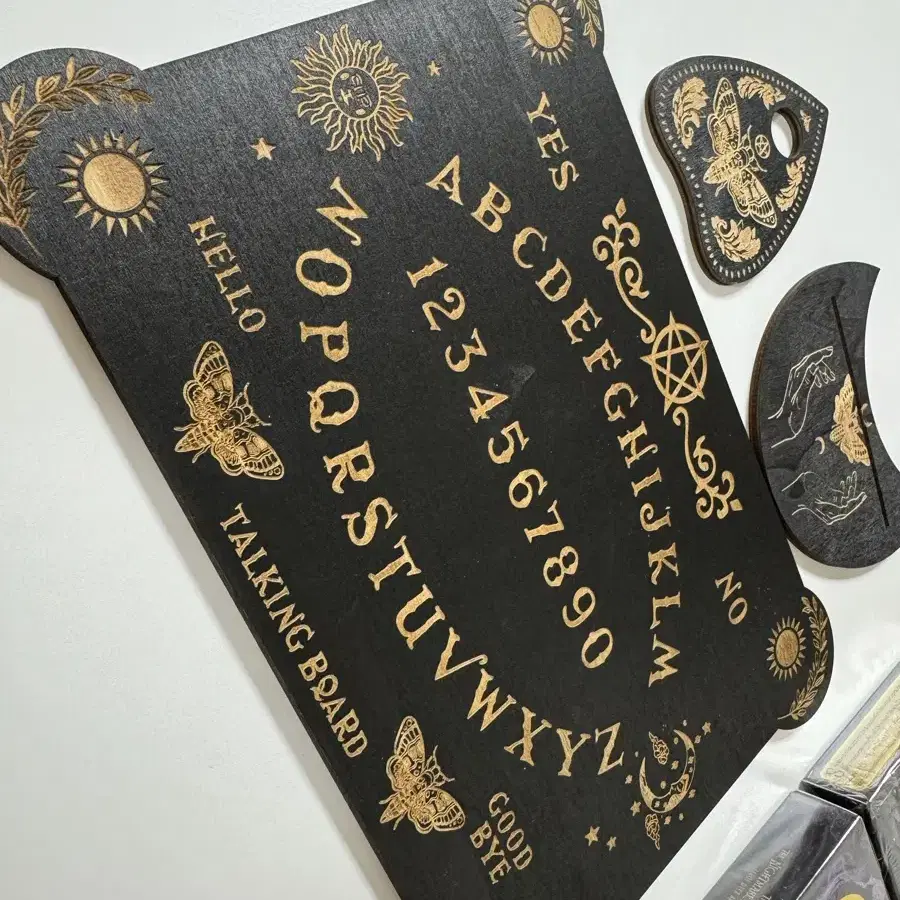 YES
NO
ABCDEFGHIJKLM
NOPQRSTUVWXYZ
1234567890
HELLO
TALKING BOARD
GOOD
BYE